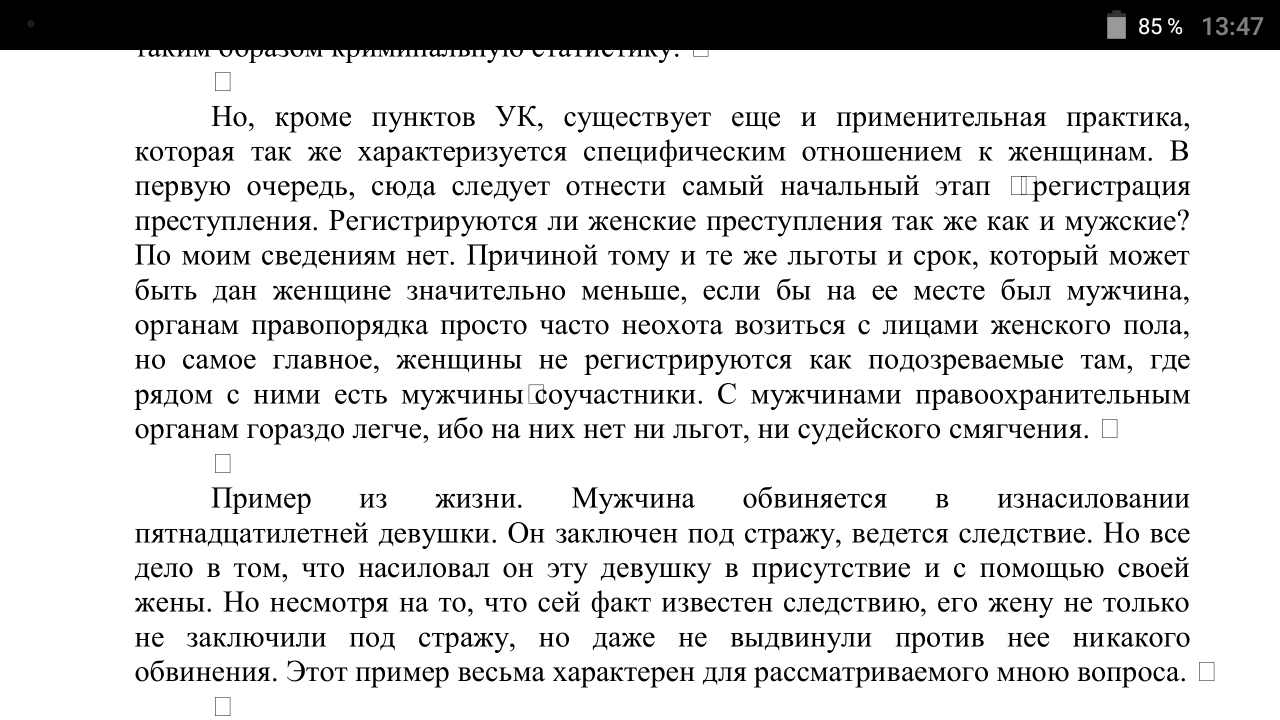 85 % 13:47
таким образом криминальную статистику.
Но, кроме пунктов УК, существует еще и применительная практика,
которая так же характеризуется специфическим отношением к женщинам. В
первую очередь, сюда следует отнести самый начальный этап регистрация
преступления. Регистрируются ли женские преступления так же как и мужские?
По моим сведениям нет. Причиной тому и те же льготы и срок, который может
быть дан женщине значительно меньше, если бы на ее месте был мужчина,
органам правопорядка просто часто неохота возиться с лицами женского пола,
но самое главное, женщины не регистрируются как подозреваемые там, где
рядом с ними есть мужчины соучастники. С мужчинами правоохранительным
органам гораздо легче, ибо на них нет ни льгот, ни судейского смягчения.
Пример из жизни. Мужчина обвиняется в изнасиловании
пятнадцатилетней девушки. Он заключен под стражу, ведется следствие. Но все
дело в том, что насиловал он эту девушку в присутствие и с помощью своей
жены. Но несмотря на то, что сей факт известен следствию, его жену не только
не заключили под стражу, но даже не выдвинули против нее никакого
обвинения. Этот пример весьма характерен для рассматриваемого мною вопроса.